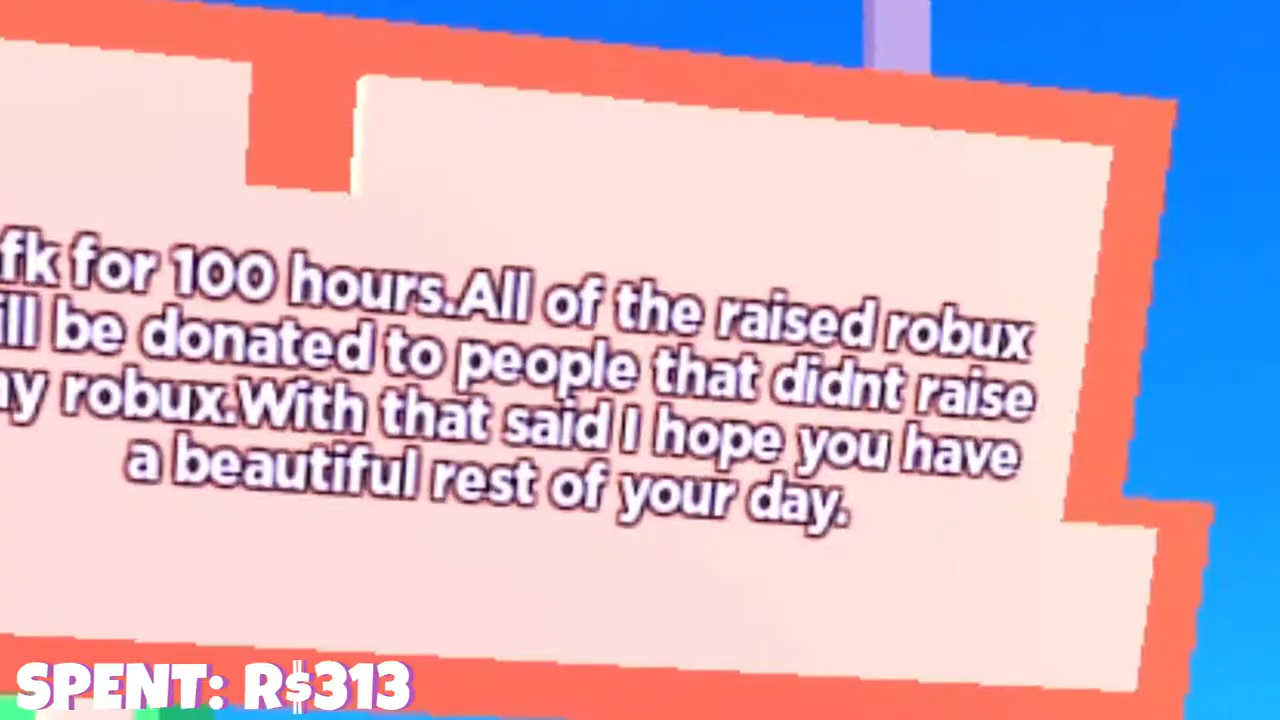 fk for 100 hours.All of the raised robux
ill be donated to people that didnt raise
ny robux.With that said I hope you have
a beautiful rest of your day.
SPENT: R$313